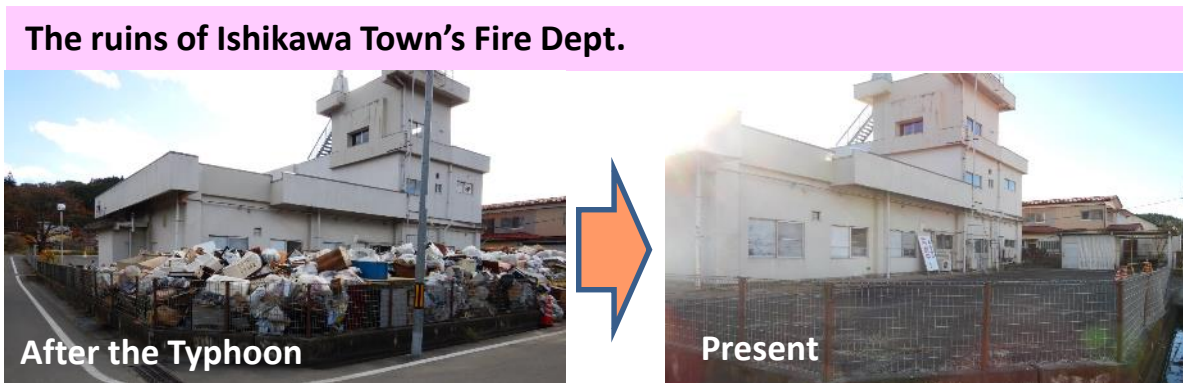 The ruins of Ishikawa Town's Fire Dept.
After the Typhoon
Present